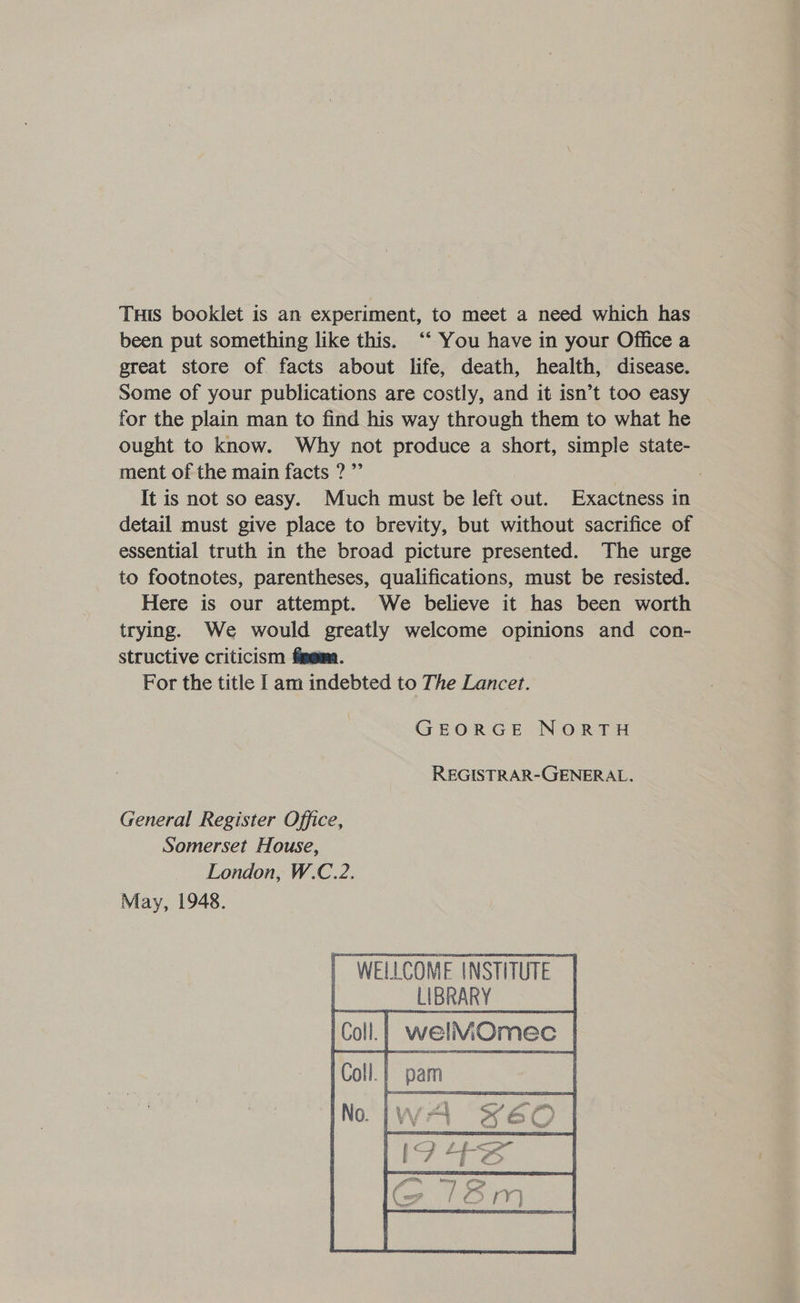 THIS booklet is an experiment, to meet a need which has
been put something like this. “ You have in your Office a
great store of facts about life, death, health, disease.
Some of your publications are costly, and it isn’t too easy
for the plain man to find his way through them to what he
ought to know. Why not produce a short, simple state-
ment of the main facts ? ”
It is not so easy. Much must be left out. Exactness in
detail must give place to brevity, but without sacrifice of
essential truth in the broad picture presented. The urge
to footnotes, parentheses, qualifications, must be resisted.
Here is our attempt. We believe it has been worth
trying. We would greatly welcome opinions and con-
structive criticism
For the title I am indebted to The Lancet.
GEORGE NORTH
REGISTRAR-GENERAL.
General Register Office,
Somerset House,
London, W.C.2.
May, 1948.
WELLCOME INSTITUTE
LIBRARY
Coll. welMOmec
Coll. pam
No. WA 860
1948
G78m